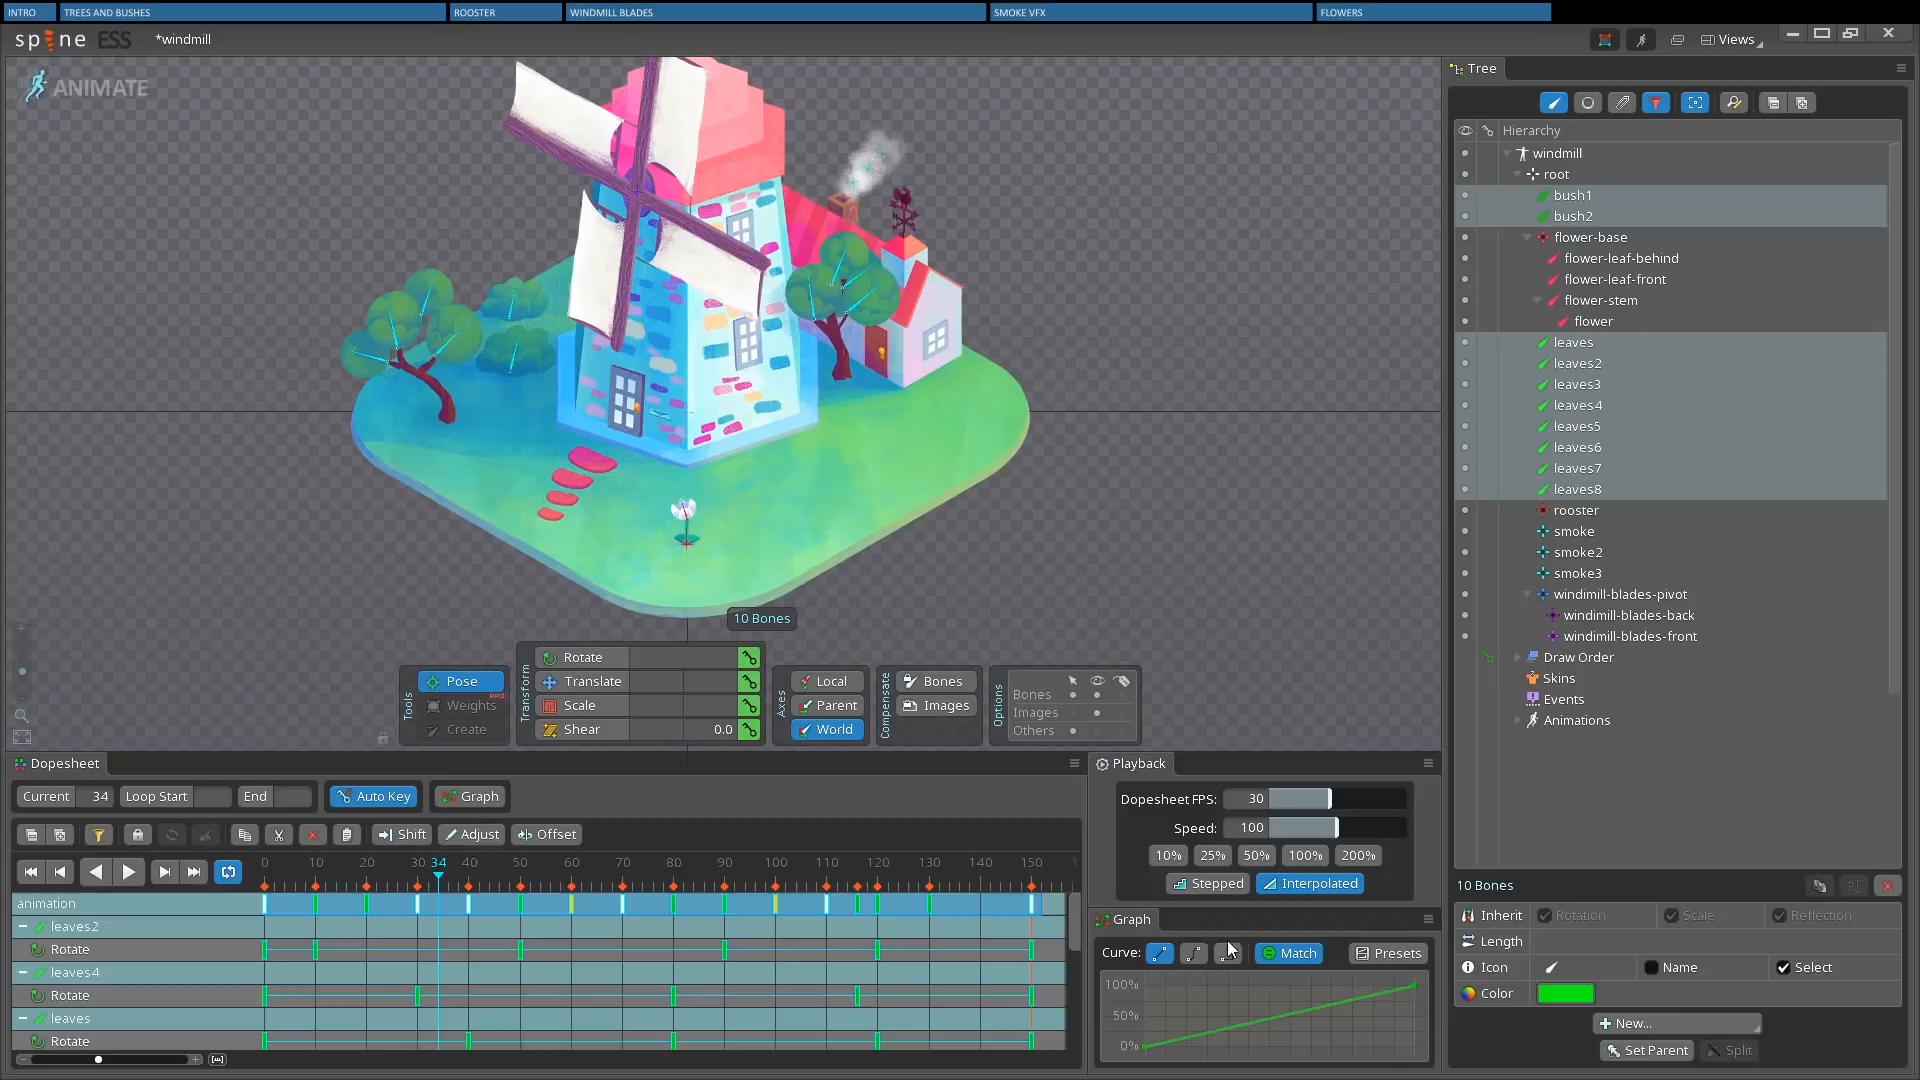 INTRO TREES AND BUSHES ROOSTER WINDMILL BLADES SMOKE VFX FLOWERS
spine ESS *windmill Views
ANIMATE
Tree
Hierarchy
windmill
root
bush1
bush2
flower-base
flower-leaf-behind
flower-leaf-front
flower-stem
flower
leaves
leaves2
leaves3
leaves4
leaves5
leaves6
leaves7
leaves8
rooster
smoke
smoke2
smoke3
windimill-blades-pivot
windimill-blades-back
windimill-blades-front
Draw Order
Skins
Events
Animations
10 Bones
Tools
Pose
PRO
Weights
Create
Transform
Rotate
Translate
Scale
Shear 0.0
Axes
Local
Parent
World
Compensate
Bones
Images
Options
Bones
Images
Others
Dopesheet
Current 34 Loop Start End Auto Key Graph
Shift Adjust Offset
0 10 20 30 34 40 50 60 70 80 90 100 110 120 130 140 150
animation
leaves2
Rotate
leaves4
Rotate
leaves
Rotate
Playback
Dopesheet FPS: 30
Speed: 100
10% 25% 50% 100% 200%
Stepped Interpolated
Graph
Curve: Match Presets
100%
50%
0%
10 Bones
Inherit Rotation Scale Reflection
Length
Icon Name Select
Color
New...
Set Parent Split